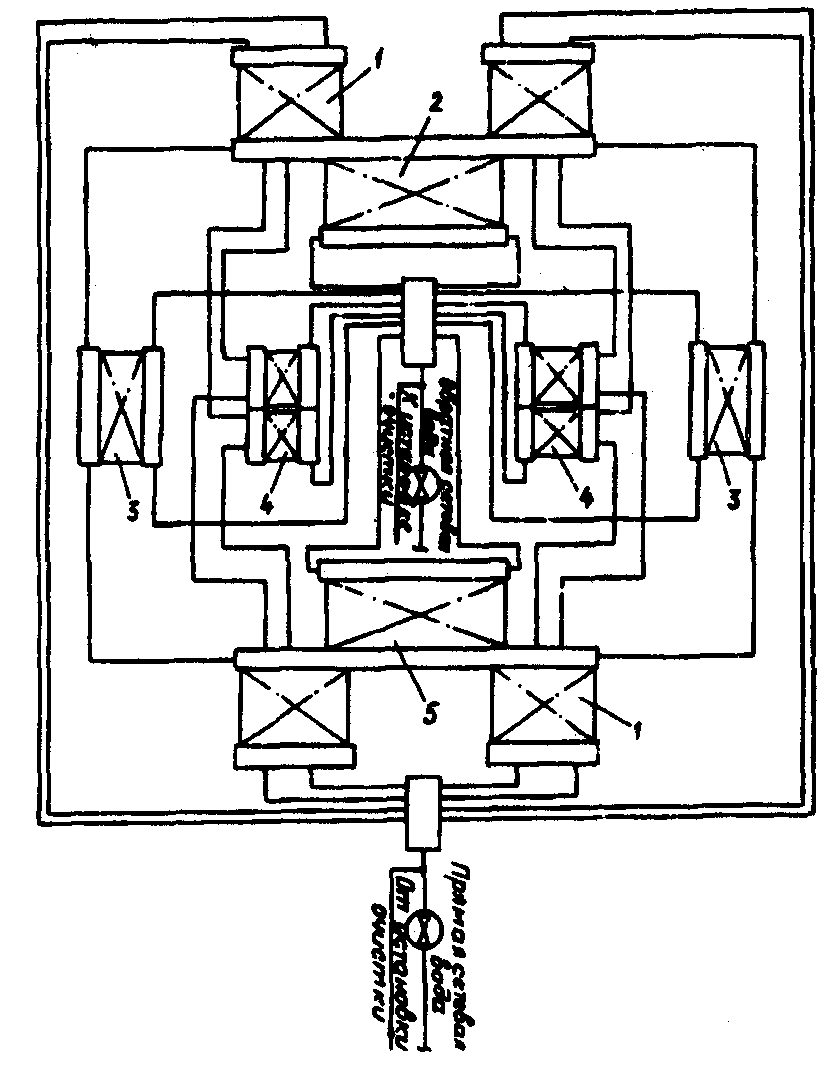 1
2
3
4
4
3
Обратная сетевая
вода
К установке
очистки
5
1
Прямая сетевая
вода
От установки
очистки